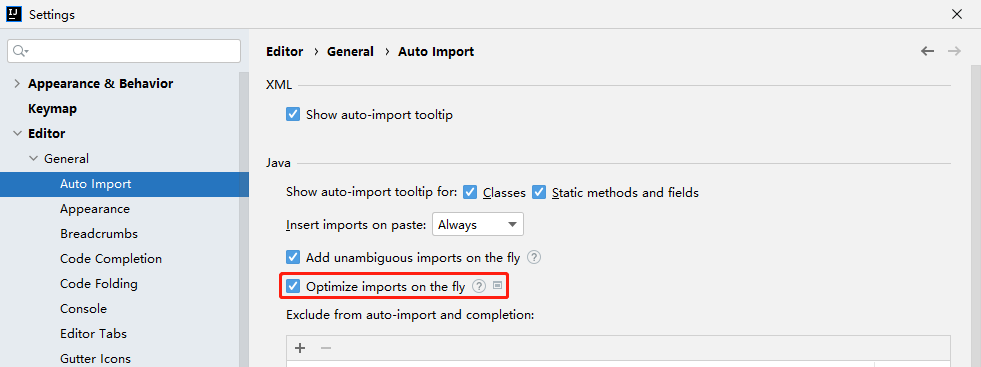 Settings
Appearance & Behavior
Keymap
Editor
General
Auto Import
Appearance
Breadcrumbs
Code Completion
Code Folding
Console
Editor Tabs
Gutter Icons
Editor › General › Auto Import
XML
Show auto-import tooltip
Java
Show auto-import tooltip for: Classes Static methods and fields
Insert imports on paste: Always
Add unambiguous imports on the fly ?
Optimize imports on the fly ?
Exclude from auto-import and completion:
+ −